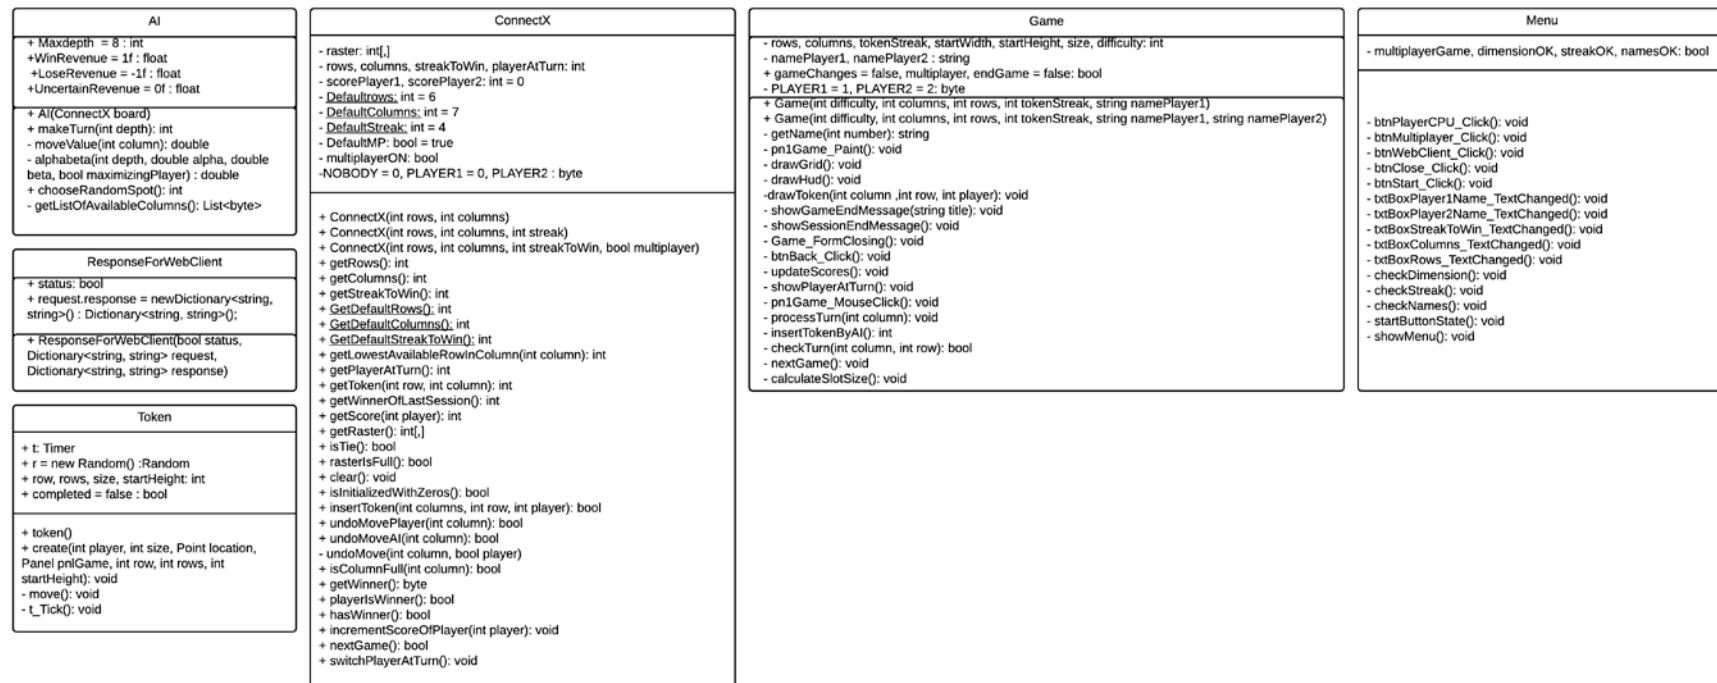 AI
+ Maxdepth = 8 : int
+WinRevenue = 1f : float
+LoseRevenue = -1f : float
+UncertainRevenue = 0f : float
+ AI(ConnectX board)
+ makeTurn(int depth): int
- moveValue(int column): double
- alphabeta(int depth, double alpha, double
beta, bool maximizingPlayer) : double
+ chooseRandomSpot(): int
- getListOfAvailableColumns(): List<byte>
ResponseForWebClient
+ status: bool
+ request.response = newDictionary<string,
string>() : Dictionary<string, string>();
+ ResponseForWebClient(bool status,
Dictionary<string, string> request,
Dictionary<string, string> response)
Token
+ t: Timer
+ r = new Random() :Random
+ row, rows, size, startHeight: int
+ completed = false : bool
+ token()
+ create(int player, int size, Point location,
Panel pnlGame, int row, int rows, int
startHeight): void
- move(): void
- t_Tick(): void
ConnectX
- raster: int[,]
- rows, columns, streakToWin, playerAtTurn: int
- scorePlayer1, scorePlayer2: int = 0
- Defaultrows: int = 6
- DefaultColumns: int = 7
- DefaultStreak: int = 4
- DefaultMP: bool = true
- multiplayerON: bool
-NOBODY = 0, PLAYER1 = 0, PLAYER2 : byte
+ ConnectX(int rows, int columns)
+ ConnectX(int rows, int columns, int streak)
+ ConnectX(int rows, int columns, int streakToWin, bool multiplayer)
+ getRows(): int
+ getColumns(): int
+ getStreakToWin(): int
+ GetDefaultRows(): int
+ GetDefaultColumns(): int
+ GetDefaultStreakToWin(): int
+ getLowestAvailableRowInColumn(int column): int
+ getPlayerAtTurn(): int
+ getToken(int row, int column): int
+ getWinnerOfLastSession(): int
+ getScore(int player): int
+ getRaster(): int[,]
+ isTie(): bool
+ rasterIsFull(): bool
+ clear(): void
+ isInitializedWithZeros(): bool
+ insertToken(int columns, int row, int player): bool
+ undoMovePlayer(int column): bool
+ undoMoveAI(int column): bool
- undoMove(int column, bool player)
+ isColumnFull(int column): bool
+ getWinner(): byte
+ playerIsWinner(): bool
+ hasWinner(): bool
+ incrementScoreOfPlayer(int player): void
+ nextGame(): bool
+ switchPlayerAtTurn(): void
Game
- rows, columns, tokenStreak, startWidth, startHeight, size, difficulty: int
- namePlayer1, namePlayer2 : string
+ gameChanges = false, multiplayer, endGame = false: bool
- PLAYER1 = 1, PLAYER2 = 2: byte
+ Game(int difficulty, int columns, int rows, int tokenStreak, string namePlayer1)
+ Game(int difficulty, int columns, int rows, int tokenStreak, string namePlayer1, string namePlayer2)
- getName(int number): string
- pn1Game_Paint(): void
- drawGrid(): void
- drawHud(): void
-drawToken(int column ,int row, int player): void
- showGameEndMessage(string title): void
- showSessionEndMessage(): void
- Game_FormClosing(): void
- btnBack_Click(): void
- updateScores(): void
- showPlayerAtTurn(): void
- pn1Game_MouseClick(): void
- processTurn(int column): void
- insertTokenByAI(): int
- checkTurn(int column, int row): bool
- nextGame(): void
- calculateSlotSize(): void
Menu
- multiplayerGame, dimensionOK, streakOK, namesOK: bool
- btnPlayerCPU_Click(): void
- btnMultiplayer_Click(): void
- btnWebClient_Click(): void
- btnClose_Click(): void
- btnStart_Click(): void
- txtBoxPlayer1Name_TextChanged(): void
- txtBoxPlayer2Name_TextChanged(): void
- txtBoxStreakToWin_TextChanged(): void
- txtBoxColumns_TextChanged(): void
- txtBoxRows_TextChanged(): void
- checkDimension(): void
- checkStreak(): void
- checkNames(): void
- startButtonState(): void
- showMenu(): void